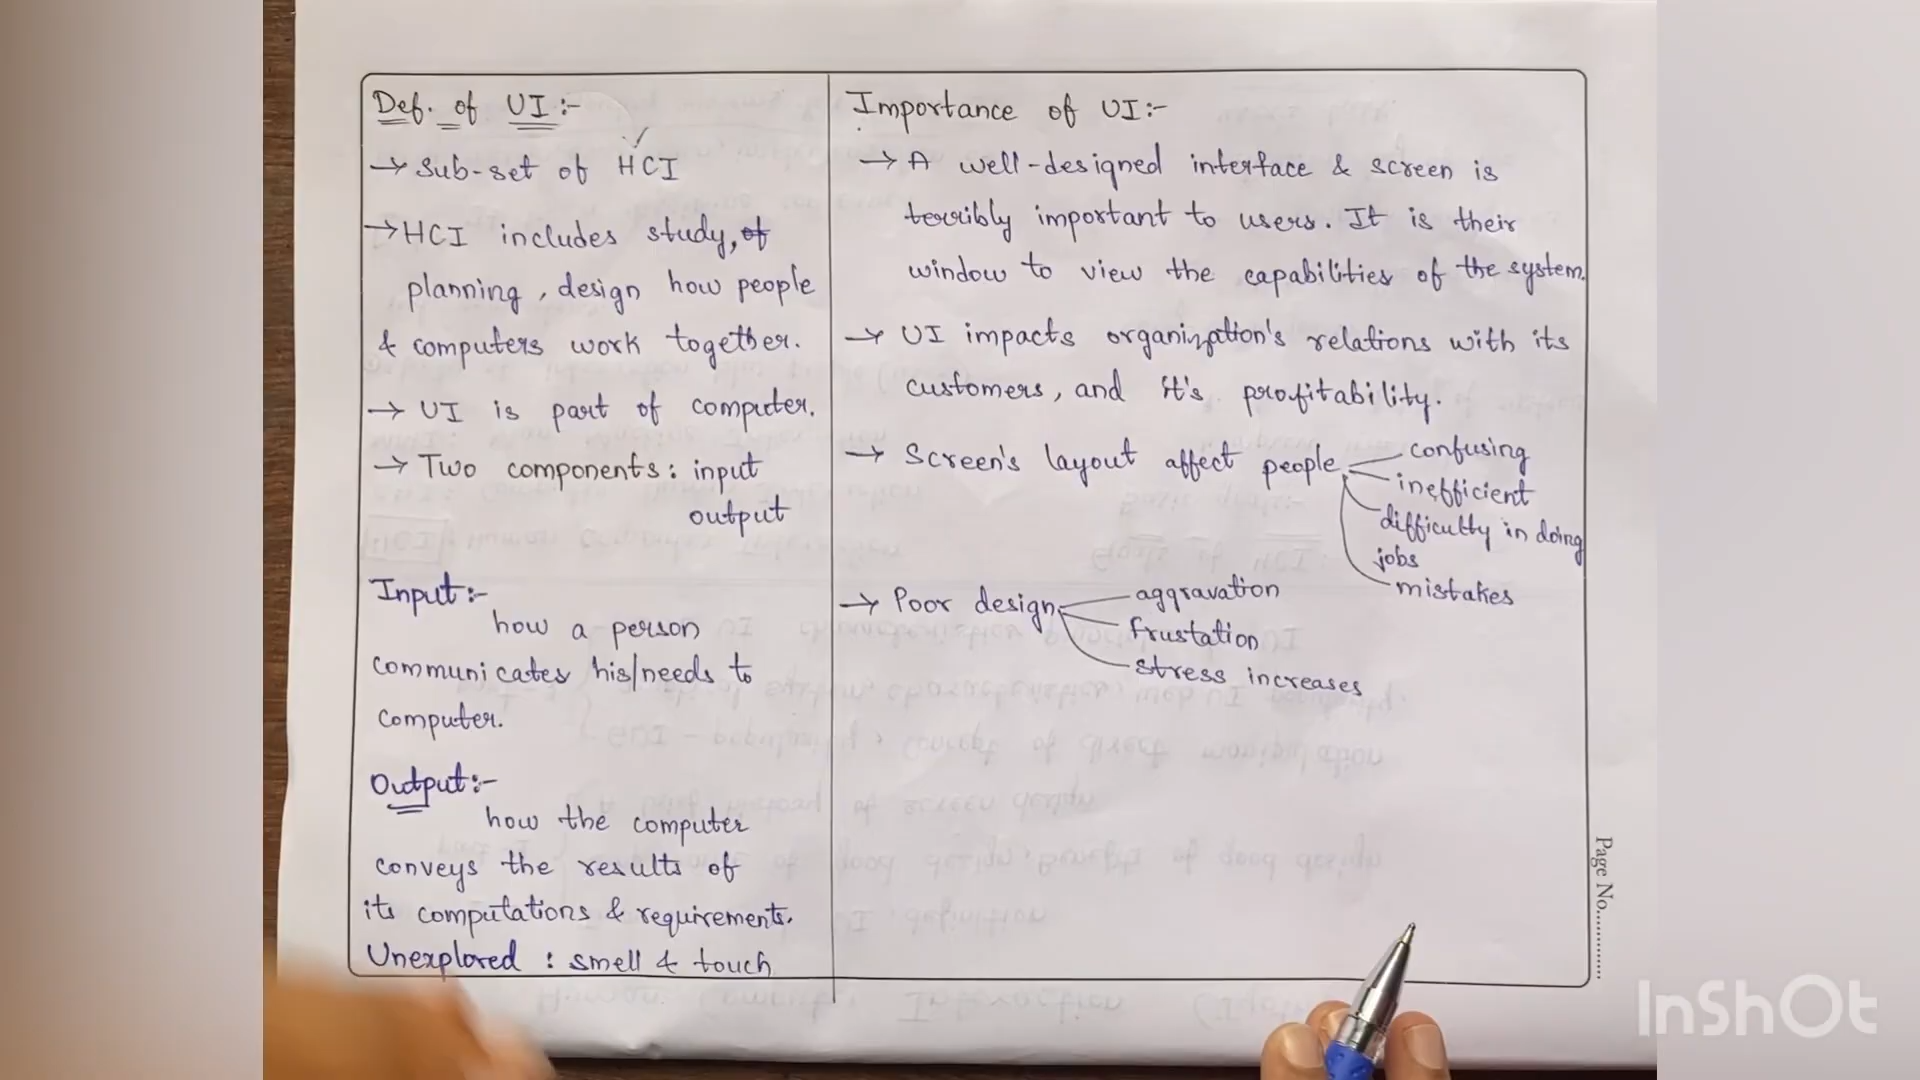 Def. of UI:-
→ Sub-set of HCI
→ HCI includes study, of
planning, design how people
& computers work together.
→ UI is part of computer.
→ Two components: input
output
Input:-
how a person
communicates his/needs to
computer.
Output:-
how the computer
conveys the results of
its computations & requirements.
Unexplored : smell & touch
Importance of UI:-
→ A well-designed interface & screen is
terribly important to users. It is their
window to view the capabilities of the system.
→ UI impacts organization's relations with its
customers, and it's profitability.
→ Screen's layout affect people
confusing
inefficient
difficulty in doing
jobs
mistakes
→ Poor design
aggravation
frustation
stress increases
Page No.............
InShOt